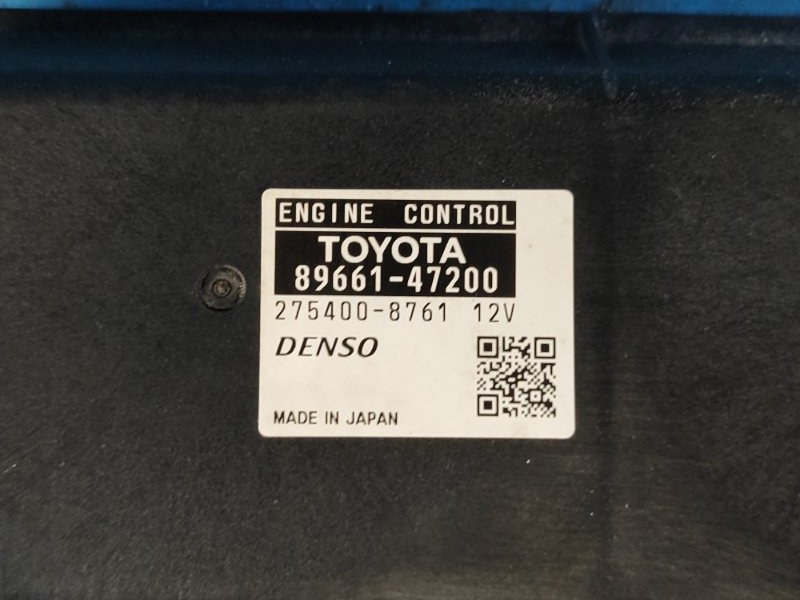 ENGINE CONTROL
TOYOTA
89661-47200
275400-8761 12V
DENSO
MADE IN JAPAN